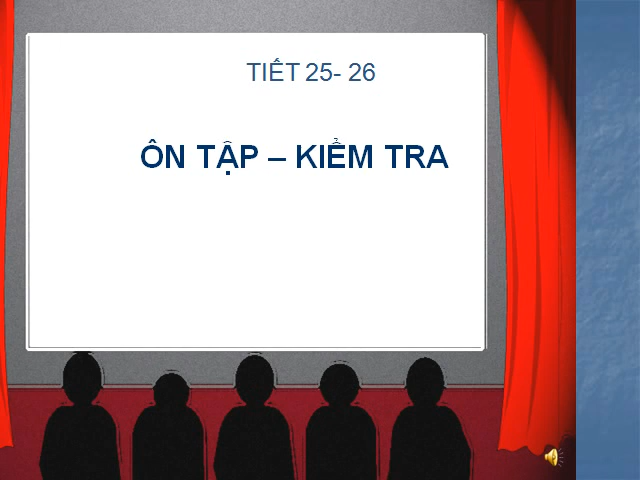 TIẾT 25- 26
ÔN TẬP – KIỂM TRA